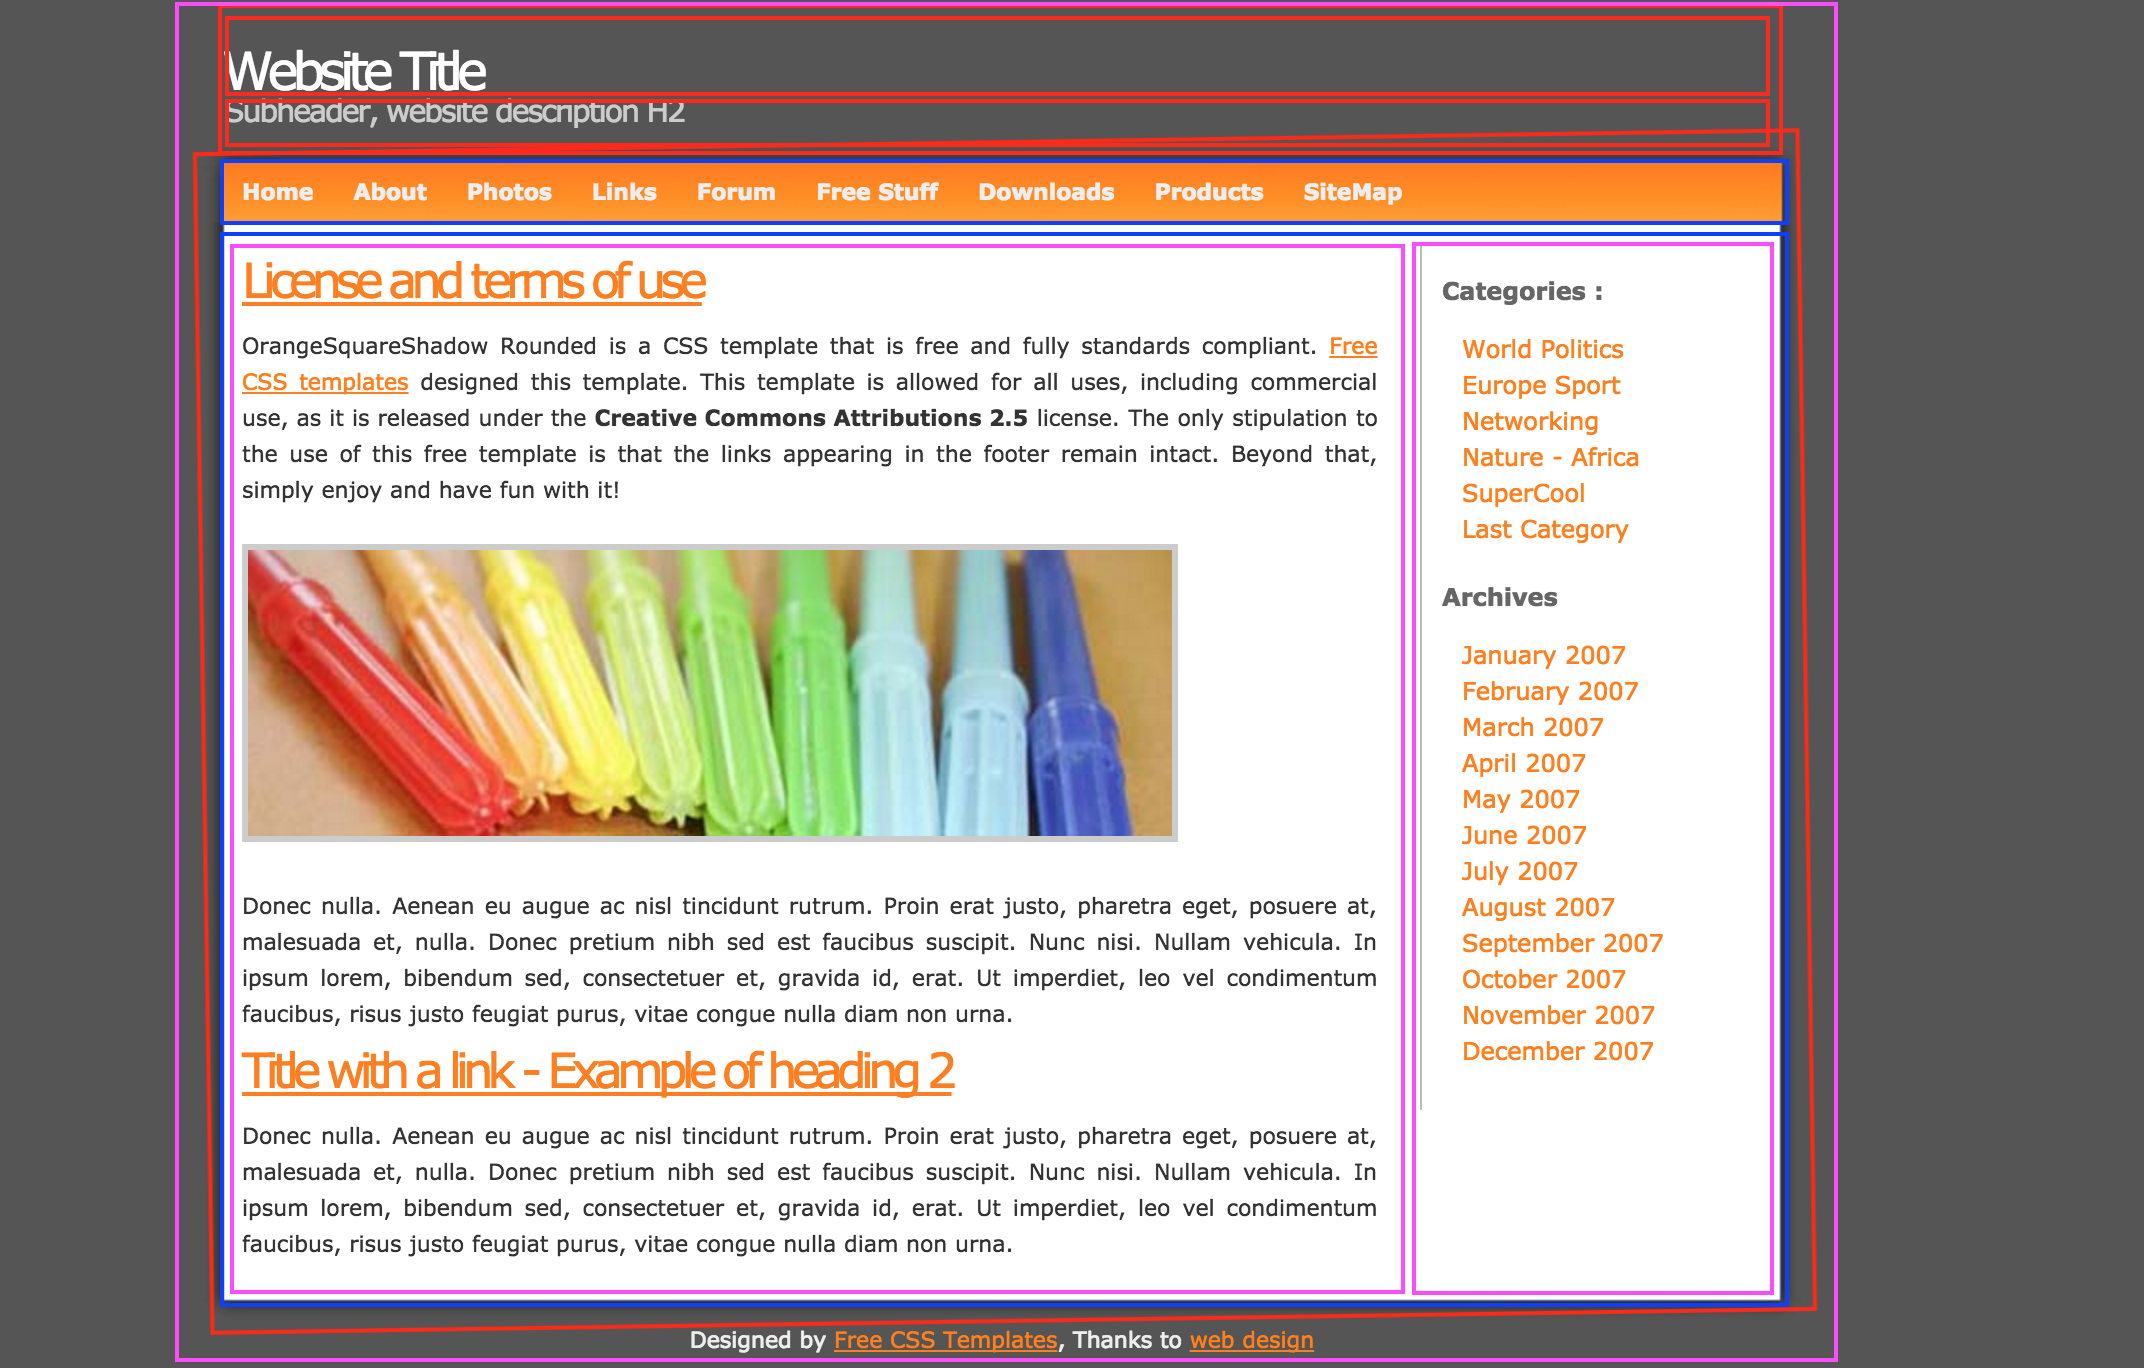 Website Title
Subheader, website description H2
Home About Photos Links Forum Free Stuff Downloads Products SiteMap
License and terms of use
OrangeSquareShadow Rounded is a CSS template that is free and fully standards compliant. Free
CSS templates designed this template. This template is allowed for all uses, including commercial
use, as it is released under the Creative Commons Attributions 2.5 license. The only stipulation to
the use of this free template is that the links appearing in the footer remain intact. Beyond that,
simply enjoy and have fun with it!
Donec nulla. Aenean eu augue ac nisl tincidunt rutrum. Proin erat justo, pharetra eget, posuere at,
malesuada et, nulla. Donec pretium nibh sed est faucibus suscipit. Nunc nisi. Nullam vehicula. In
ipsum lorem, bibendum sed, consectetuer et, gravida id, erat. Ut imperdiet, leo vel condimentum
faucibus, risus justo feugiat purus, vitae congue nulla diam non urna.
Title with a link - Example of heading 2
Donec nulla. Aenean eu augue ac nisl tincidunt rutrum. Proin erat justo, pharetra eget, posuere at,
malesuada et, nulla. Donec pretium nibh sed est faucibus suscipit. Nunc nisi. Nullam vehicula. In
ipsum lorem, bibendum sed, consectetuer et, gravida id, erat. Ut imperdiet, leo vel condimentum
faucibus, risus justo feugiat purus, vitae congue nulla diam non urna.
Categories :
World Politics
Europe Sport
Networking
Nature - Africa
SuperCool
Last Category
Archives
January 2007
February 2007
March 2007
April 2007
May 2007
June 2007
July 2007
August 2007
September 2007
October 2007
November 2007
December 2007
Designed by Free CSS Templates, Thanks to web design